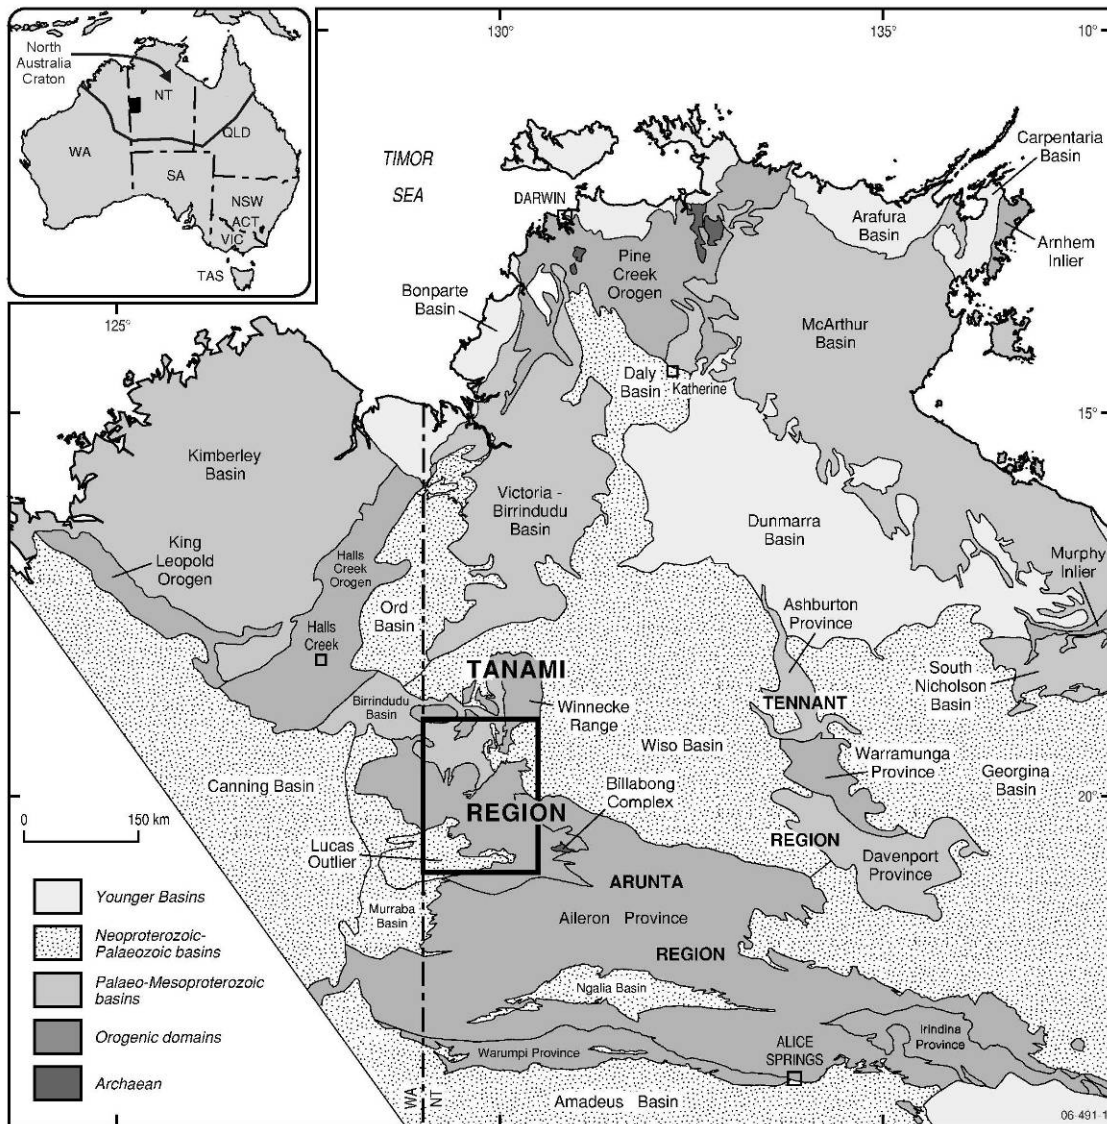 North
Australia
Craton
NT
WA
QLD
SA
NSW
ACT
VIC
TAS
130°
135°
10°
TIMOR
SEA
DARWIN
Carpentaria
Basin
Arafura
Basin
Arnhem
Inlier
Pine
Creek
Orogen
Bonparte
Basin
125°
McArthur
Basin
Daly
Basin
Katherine
15°
Kimberley
Basin
Victoria -
Birrindudu
Basin
Dunmarra
Basin
King
Leopold
Orogen
Halls
Creek
Orogen
Murphy
Inlier
Ord
Basin
Ashburton
Province
Halls
Creek
TANAMI
South
Nicholson
Basin
Birrindudu
Basin
Winnecke
Range
TENNANT
Wiso Basin
Warramunga
Province
Canning Basin
Billabong
Complex
Georgina
Basin
20°
0
150 km
REGION
REGION
Lucas
Outlier
Davenport
Province
ARUNTA
Younger Basins
Murraba
Basin
Aileron Province
Neoproterozoic-
Palaeozoic basins
REGION
Palaeo-Mesoproterozoic
basins
Ngalia Basin
Orogenic domains
Irindina
Province
Warumpi Province
ALICE
SPRINGS
Archaean
WA
NT
Amadeus Basin
06-491-1